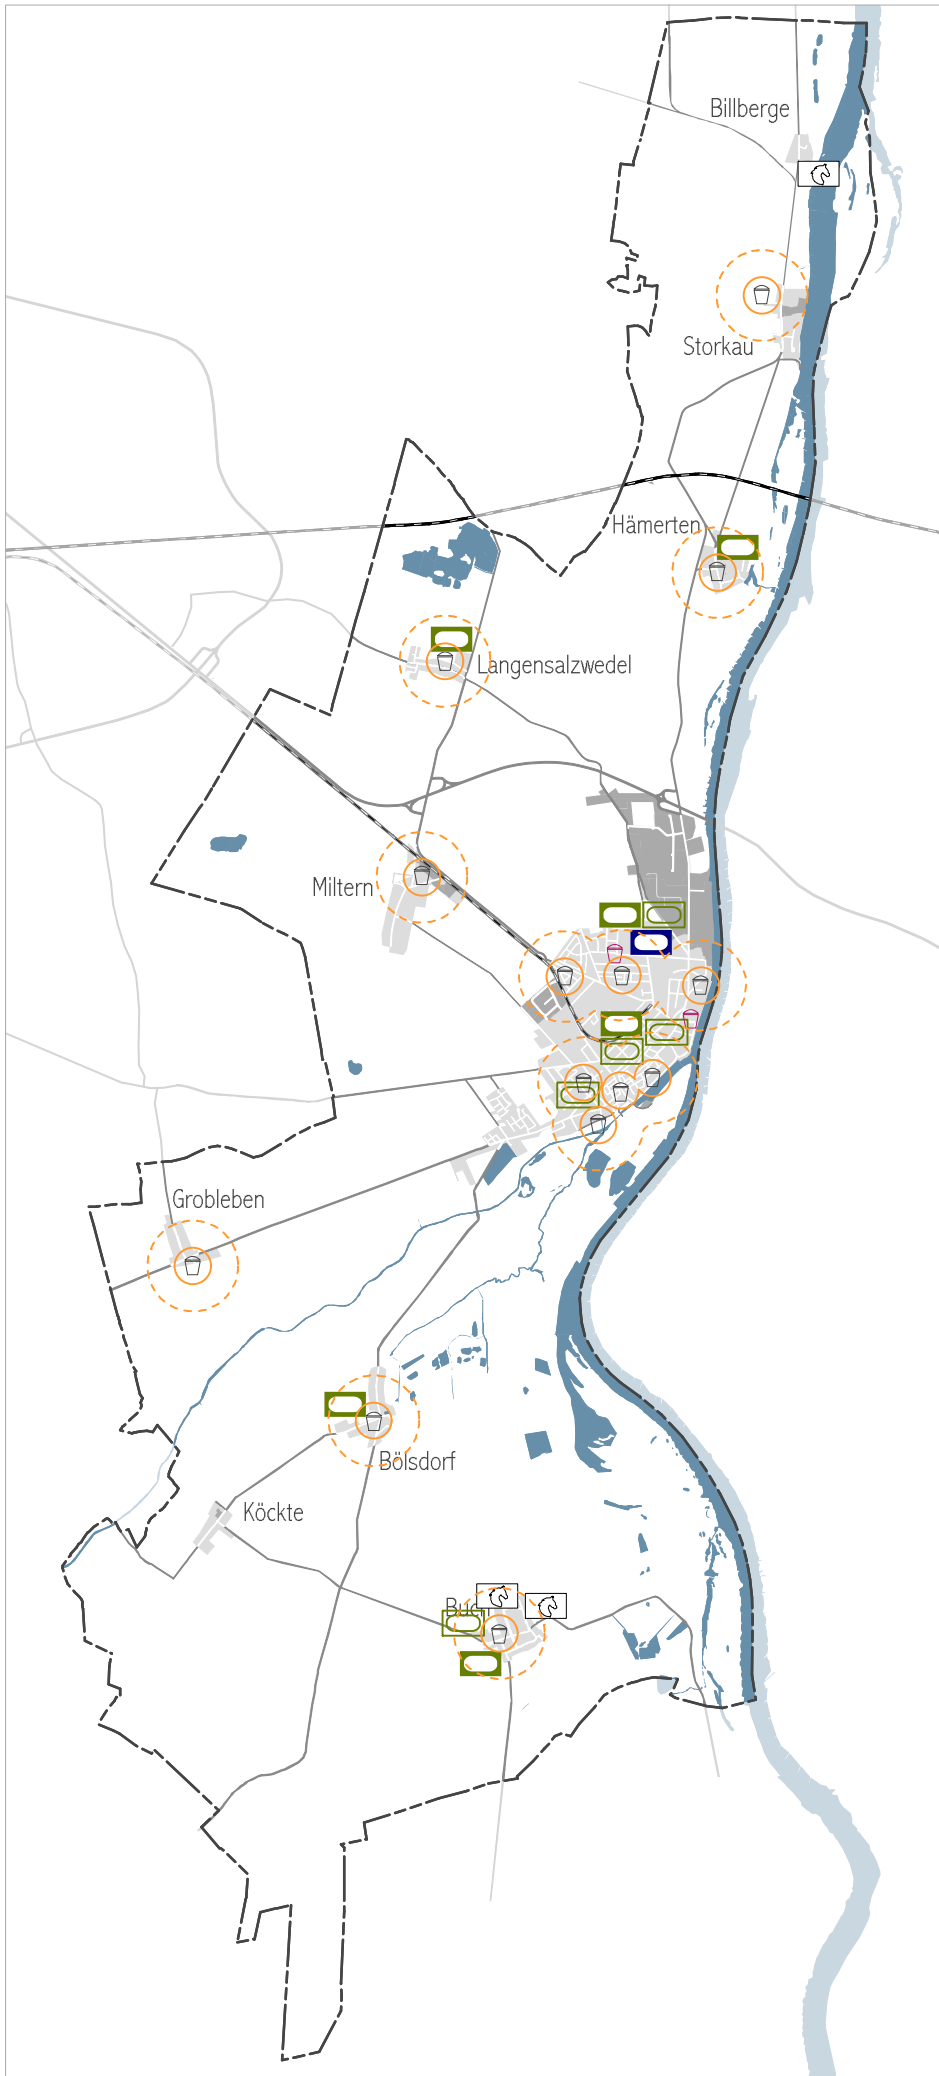 Billberge
Storkau
Hämerten
Langensalzwedel
Miltern
Grobleben
Bölsdorf
Köckte